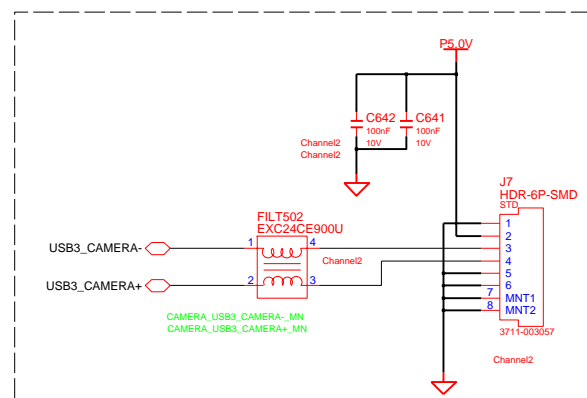 P5.0V
C642
100nF
10V
C641
100nF
10V
Channel2
Channel2
J7
HDR-6P-SMD
STD
1
2
3
4
5
6
7 MNT1
8 MNT2
3711-003057
Channel2
FILT502
EXC24CE900U
USB3_CAMERA-
1
4
USB3_CAMERA+
2
3
Channel2
CAMERA_USB3_CAMERA-_MN
CAMERA_USB3_CAMERA+_MN